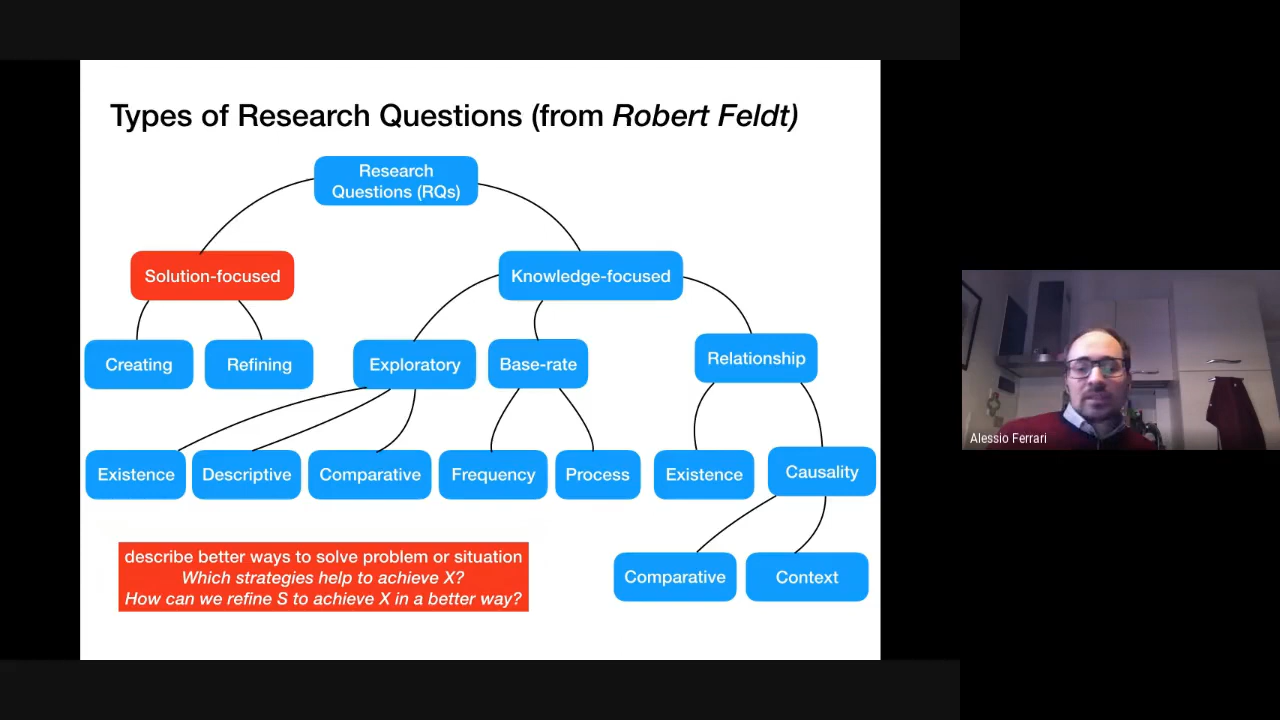 Types of Research Questions (from Robert Feldt)
Research
Questions (RQs)
Solution-focused
Knowledge-focused
Creating
Refining
Exploratory
Base-rate
Relationship
Existence
Descriptive
Comparative
Frequency
Process
Existence
Causality
Comparative
Context
describe better ways to solve problem or situation
Which strategies help to achieve X?
How can we refine S to achieve X in a better way?
Alessio Ferrari